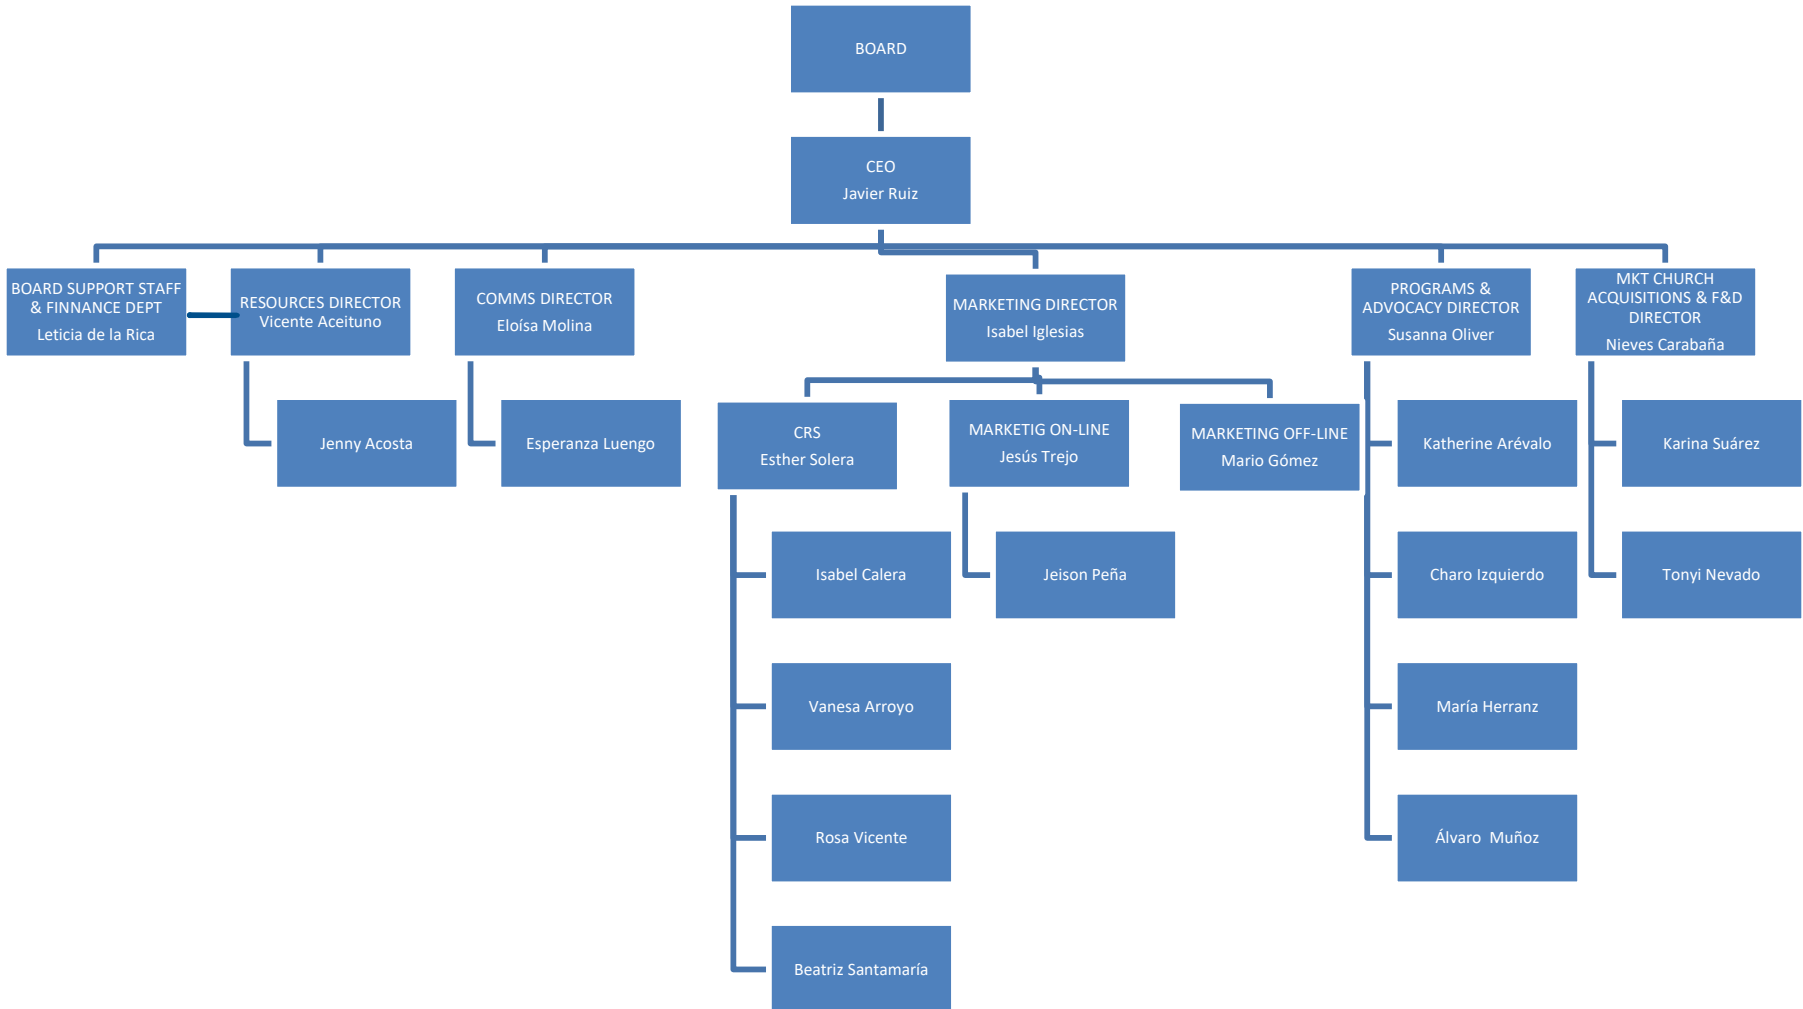 BOARD
CEO
Javier Ruiz
BOARD SUPPORT STAFF
& FINNANCE DEPT
Leticia de la Rica
RESOURCES DIRECTOR
Vicente Aceituno
COMMS DIRECTOR
Eloísa Molina
MARKETING DIRECTOR
Isabel Iglesias
PROGRAMS &
ADVOCACY DIRECTOR
Susanna Oliver
MKT CHURCH
ACQUISITIONS & F&D
DIRECTOR
Nieves Carabaña
Jenny Acosta
Esperanza Luengo
CRS
Esther Solera
MARKETIG ON-LINE
Jesús Trejo
MARKETING OFF-LINE
Mario Gómez
Katherine Arévalo
Karina Suárez
Isabel Calera
Jeison Peña
Charo Izquierdo
Tonyi Nevado
Vanesa Arroyo
María Herranz
Rosa Vicente
Álvaro  Muñoz
Beatriz Santamaría